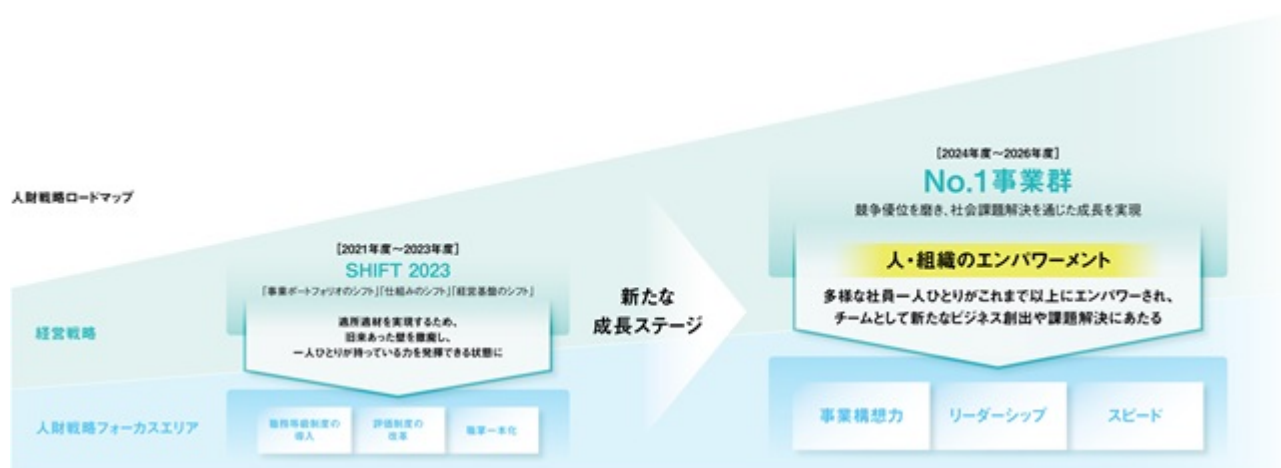 人財戦略ロードマップ
[2021年度～2023年度]
SHIFT 2023
「事業ポートフォリオのシフト」「仕組みのシフト」「経営基盤のシフト」
適所適材を実現するため、
旧来あった壁を撤廃し、
一人ひとりが持っている力を発揮できる状態に
新たな
成長ステージ
[2024年度～2026年度]
No.1事業群
競争優位を磨き、社会課題解決を通じた成長を実現
人・組織のエンパワーメント
多様な社員一人ひとりがこれまで以上にエンパワーされ、
チームとして新たなビジネス創出や課題解決にあたる
経営戦略
人財戦略フォーカスエリア
職務等級制度の
導入
評価制度の
改革
職掌一本化
事業構想力
リーダーシップ
スピード